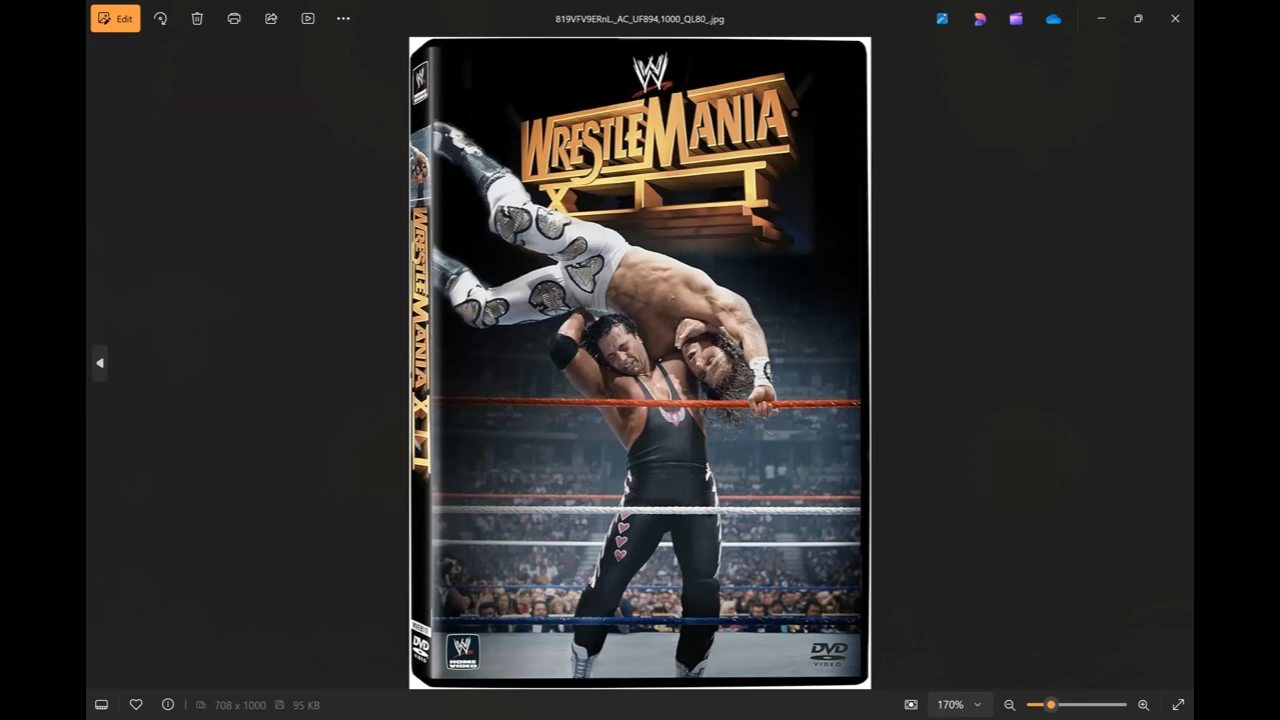 Edit
819VFV9ERnL._AC_UF894,1000_QL80_.jpg
W
WRESTLEMANIA
XII
WRESTLEMANIA XII
DVD
VIDEO
W
HOME
VIDEO
DVD
VIDEO
708 x 1000
95 KB
170%